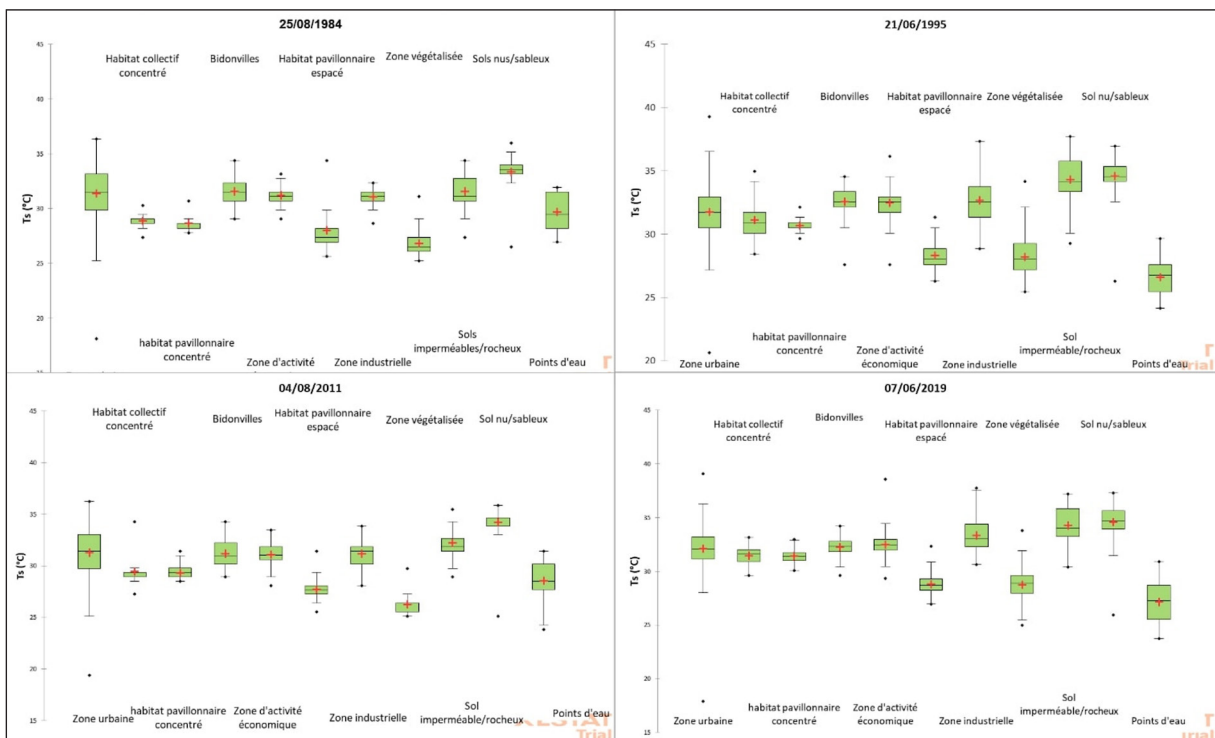 25/08/1984
45
40
35
30
25
20
15
Ts (°C)
Habitat collectif
concentré
Bidonvilles
Habitat pavillonnaire
espacé
Zone végétalisée
Sols nus/sableux
habitat pavillonnaire
concentré
Zone d'activité
Zone industrielle
Sols
imperméables/rocheux
Points d'eau
21/06/1995
45
40
35
30
25
20
Ts (°C)
Habitat collectif
concentré
Bidonvilles
Habitat pavillonnaire
espacé
Zone végétalisée
Sol nu/sableux
Zone urbaine
habitat pavillonnaire
concentré
Zone d'activité
économique
Zone industrielle
Sol
imperméable/rocheux
Points d'eau
Trial
04/08/2011
45
40
35
30
25
20
15
Ts (°C)
Habitat collectif
concentré
Bidonvilles
Habitat pavillonnaire
espacé
Zone végétalisée
Sol nu/sableux
Zone urbaine
habitat pavillonnaire
concentré
Zone d'activité
économique
Zone industrielle
Sol
imperméable/rocheux
Points d'eau
Trial
07/06/2019
45
40
35
30
25
20
15
Ts (°C)
Habitat collectif
concentré
Bidonvilles
Habitat pavillonnaire
espacé
Zone végétalisée
Sol nu/sableux
Zone urbaine
habitat pavillonnaire
concentré
Zone d'activité
économique
Zone industrielle
Sol
imperméable/rocheux
Points d'eau